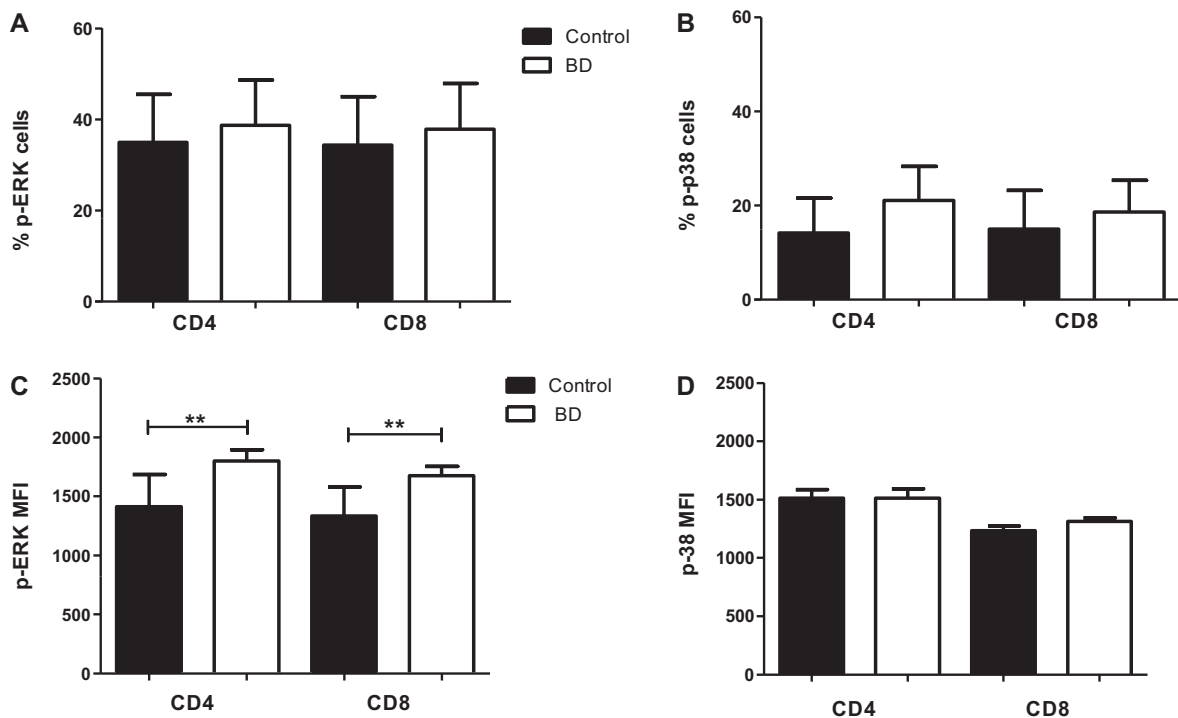 A
60
40
20
0
% p-ERK cells
CD4
CD8
Control
BD
B
60
40
20
0
% p-p38 cells
CD4
CD8
C
2500
2000
1500
1000
500
0
p-ERK MFI
**
**
CD4
CD8
Control
BD
D
2500
2000
1500
1000
500
0
p-38 MFI
CD4
CD8